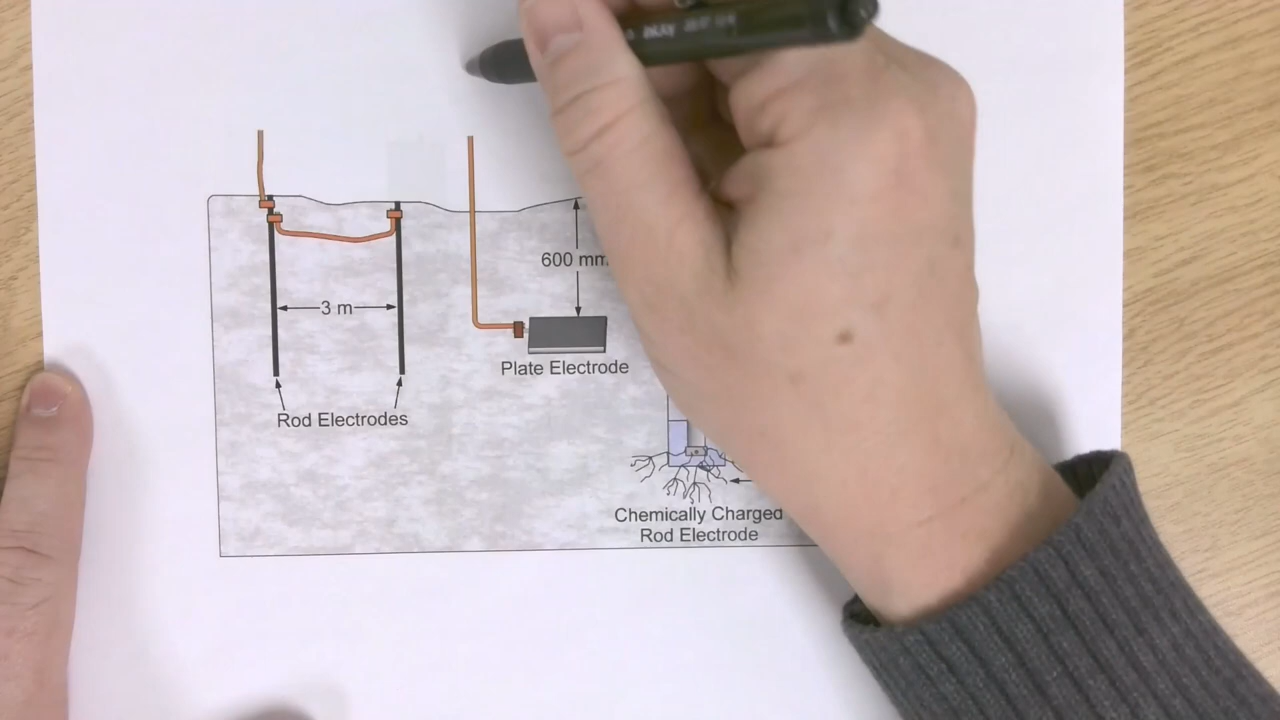 600 mm
3 m
Plate Electrode
Rod Electrodes
Chemically Charged
Rod Electrode